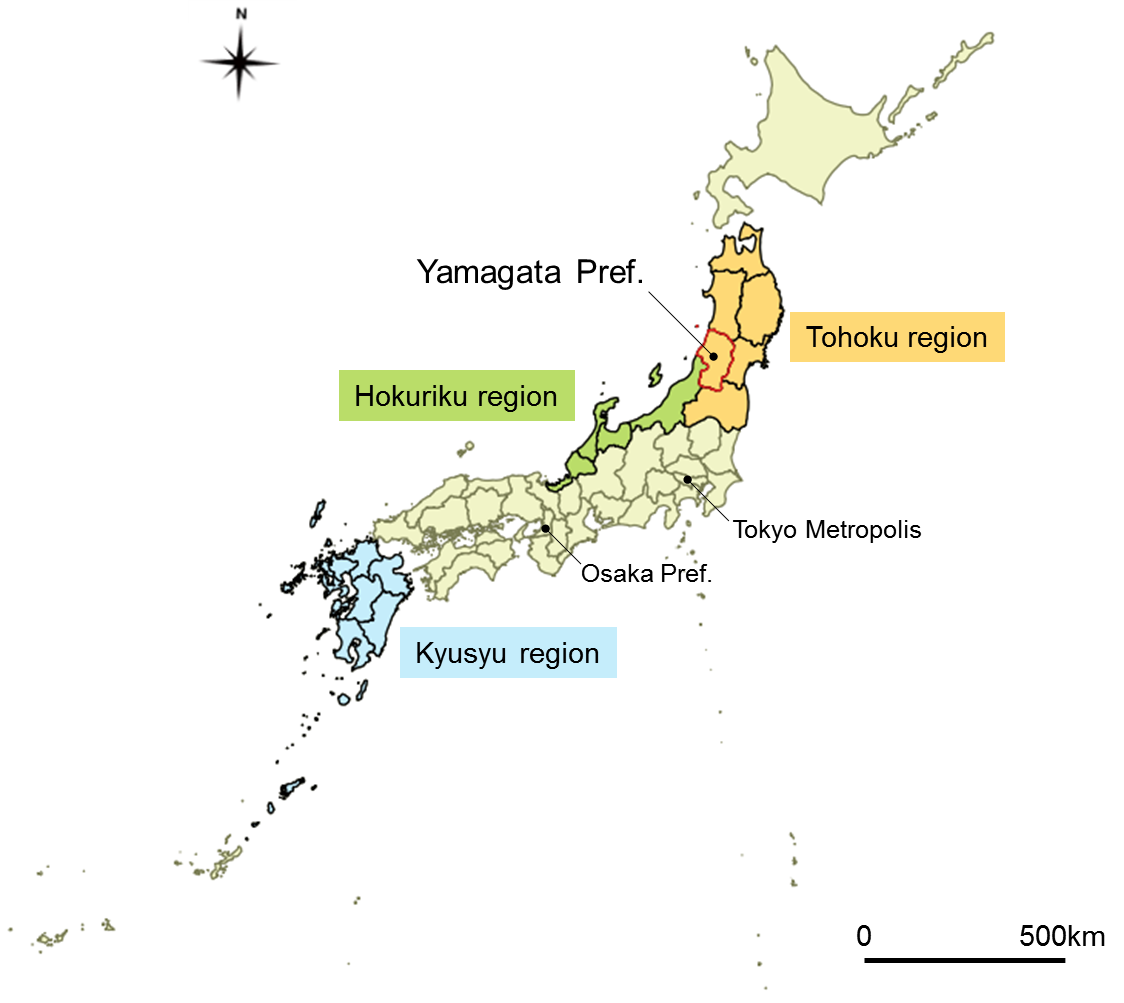 N
Yamagata Pref.
Tohoku region
Hokuriku region
Tokyo Metropolis
Osaka Pref.
Kyusyu region
0 500km